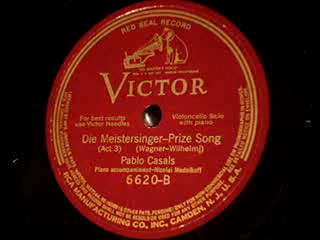 RED SEAL RECORD
VICTOR
For best results
use Victor Needles
Violoncello Solo
with piano
Die Meistersinger—Prize Song
(Act 3) (Wagner-Wilhelmj)
Pablo Casals
Piano accompaniment—Nicolai Mednikoff
6620-B
RCA MANUFACTURING CO., INC., CAMDEN, N. J., U. S. A.